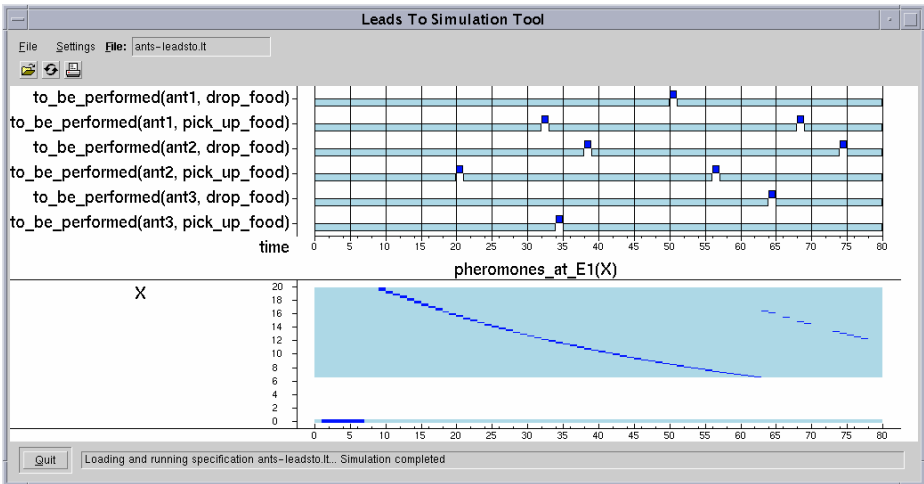 Leads To Simulation Tool
File Settings File: ants-leadsto.lt
to_be_performed(ant1, drop_food)
to_be_performed(ant1, pick_up_food)
to_be_performed(ant2, drop_food)
to_be_performed(ant2, pick_up_food)
to_be_performed(ant3, drop_food)
to_be_performed(ant3, pick_up_food)
time 0 5 10 15 20 25 30 35 40 45 50 55 60 65 70 75 80
pheromones_at_E1(X)
X
20
18
16
14
12
10
8
6
4
2
0
0 5 10 15 20 25 30 35 40 45 50 55 60 65 70 75 80
Quit Loading and running specification ants-leadsto.lt... Simulation completed